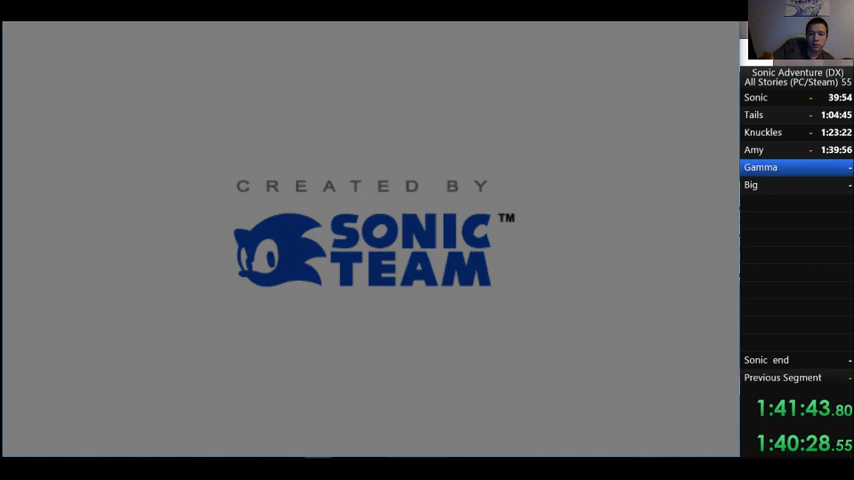 CREATED BY
SONIC TEAM™
Sonic Adventure (DX)
All Stories (PC/Steam) 55
Sonic - 39:54
Tails - 1:04:45
Knuckles - 1:23:22
Amy - 1:39:56
Gamma -
Big -
Sonic end -
Previous Segment -
1:41:43.80
1:40:28.55